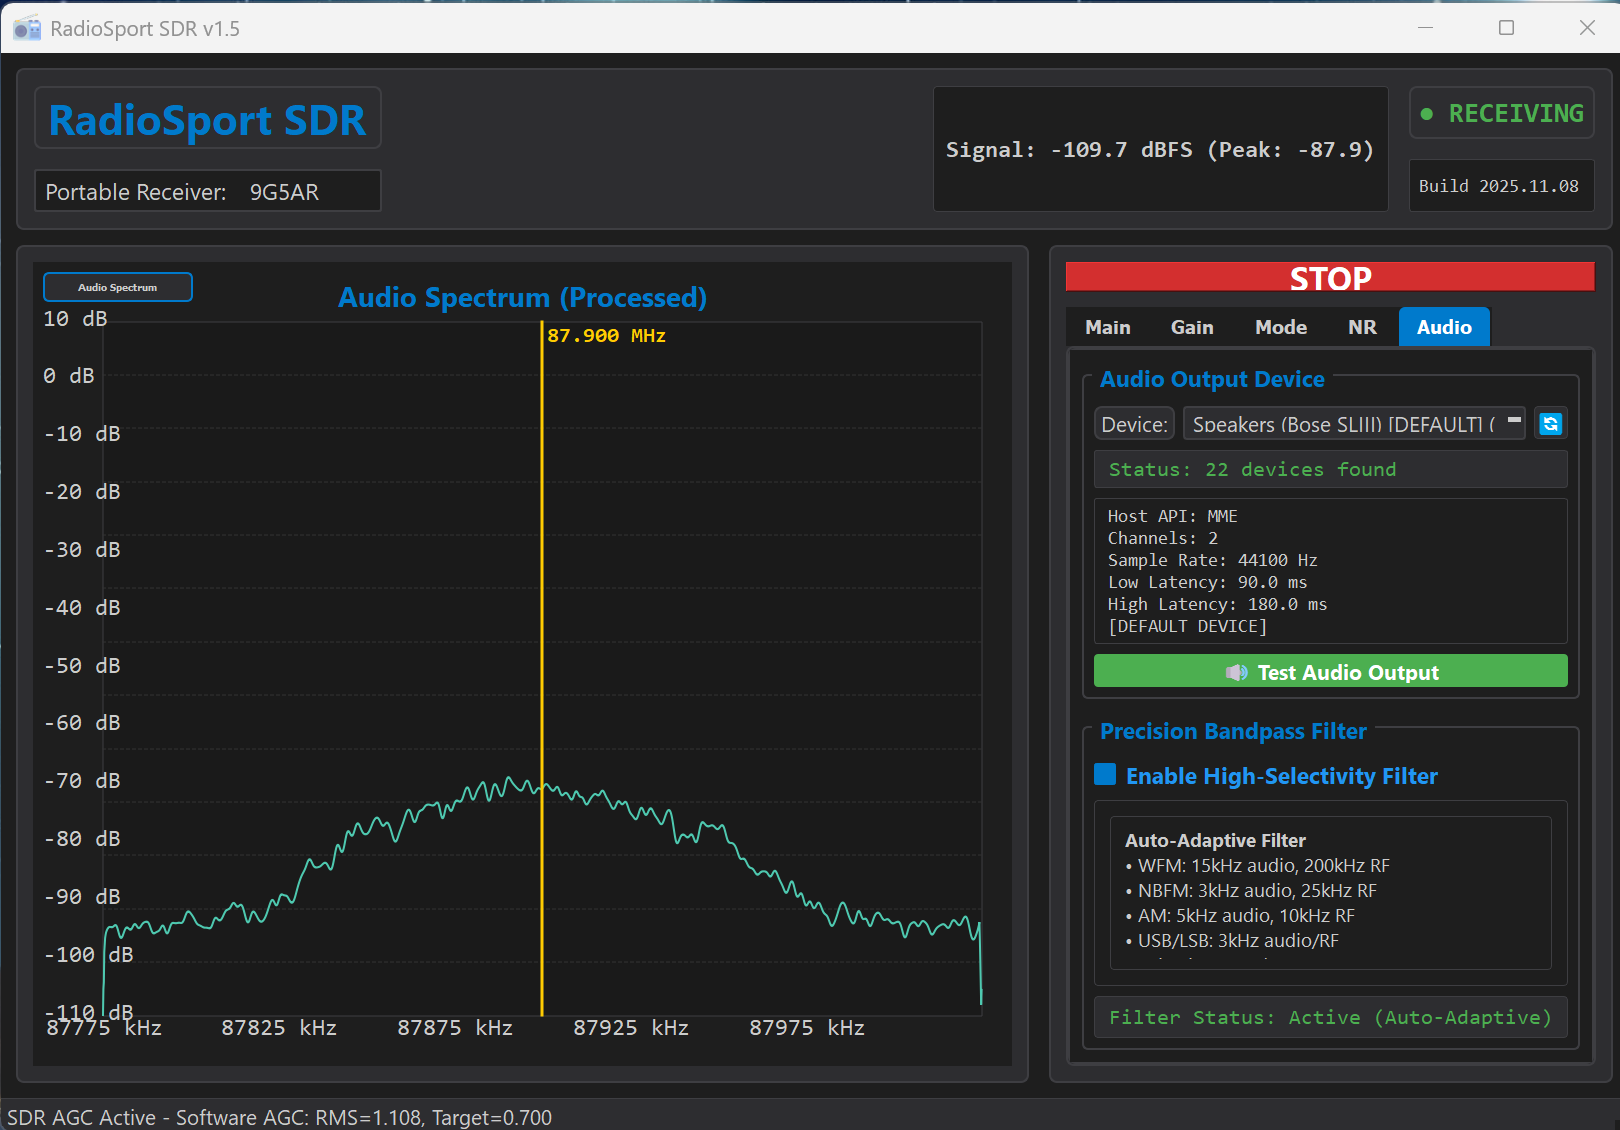 RadioSport SDR v1.5
RadioSport SDR
Portable Receiver: 9G5AR
Signal: -109.7 dBFS (Peak: -87.9)
● RECEIVING
Build 2025.11.08
Audio Spectrum
Audio Spectrum (Processed)
87.900 MHz
10 dB
0 dB
-10 dB
-20 dB
-30 dB
-40 dB
-50 dB
-60 dB
-70 dB
-80 dB
-90 dB
-100 dB
-110 dB
87775 kHz 87825 kHz 87875 kHz 87925 kHz 87975 kHz
STOP
Main Gain Mode NR Audio
Audio Output Device
Device: Speakers (Bose SLIII) [DEFAULT] (
Status: 22 devices found
Host API: MME
Channels: 2
Sample Rate: 44100 Hz
Low Latency: 90.0 ms
High Latency: 180.0 ms
[DEFAULT DEVICE]
Test Audio Output
Precision Bandpass Filter
Enable High-Selectivity Filter
Auto-Adaptive Filter
• WFM: 15kHz audio, 200kHz RF
• NBFM: 3kHz audio, 25kHz RF
• AM: 5kHz audio, 10kHz RF
• USB/LSB: 3kHz audio/RF
Filter Status: Active (Auto-Adaptive)
SDR AGC Active - Software AGC: RMS=1.108, Target=0.700